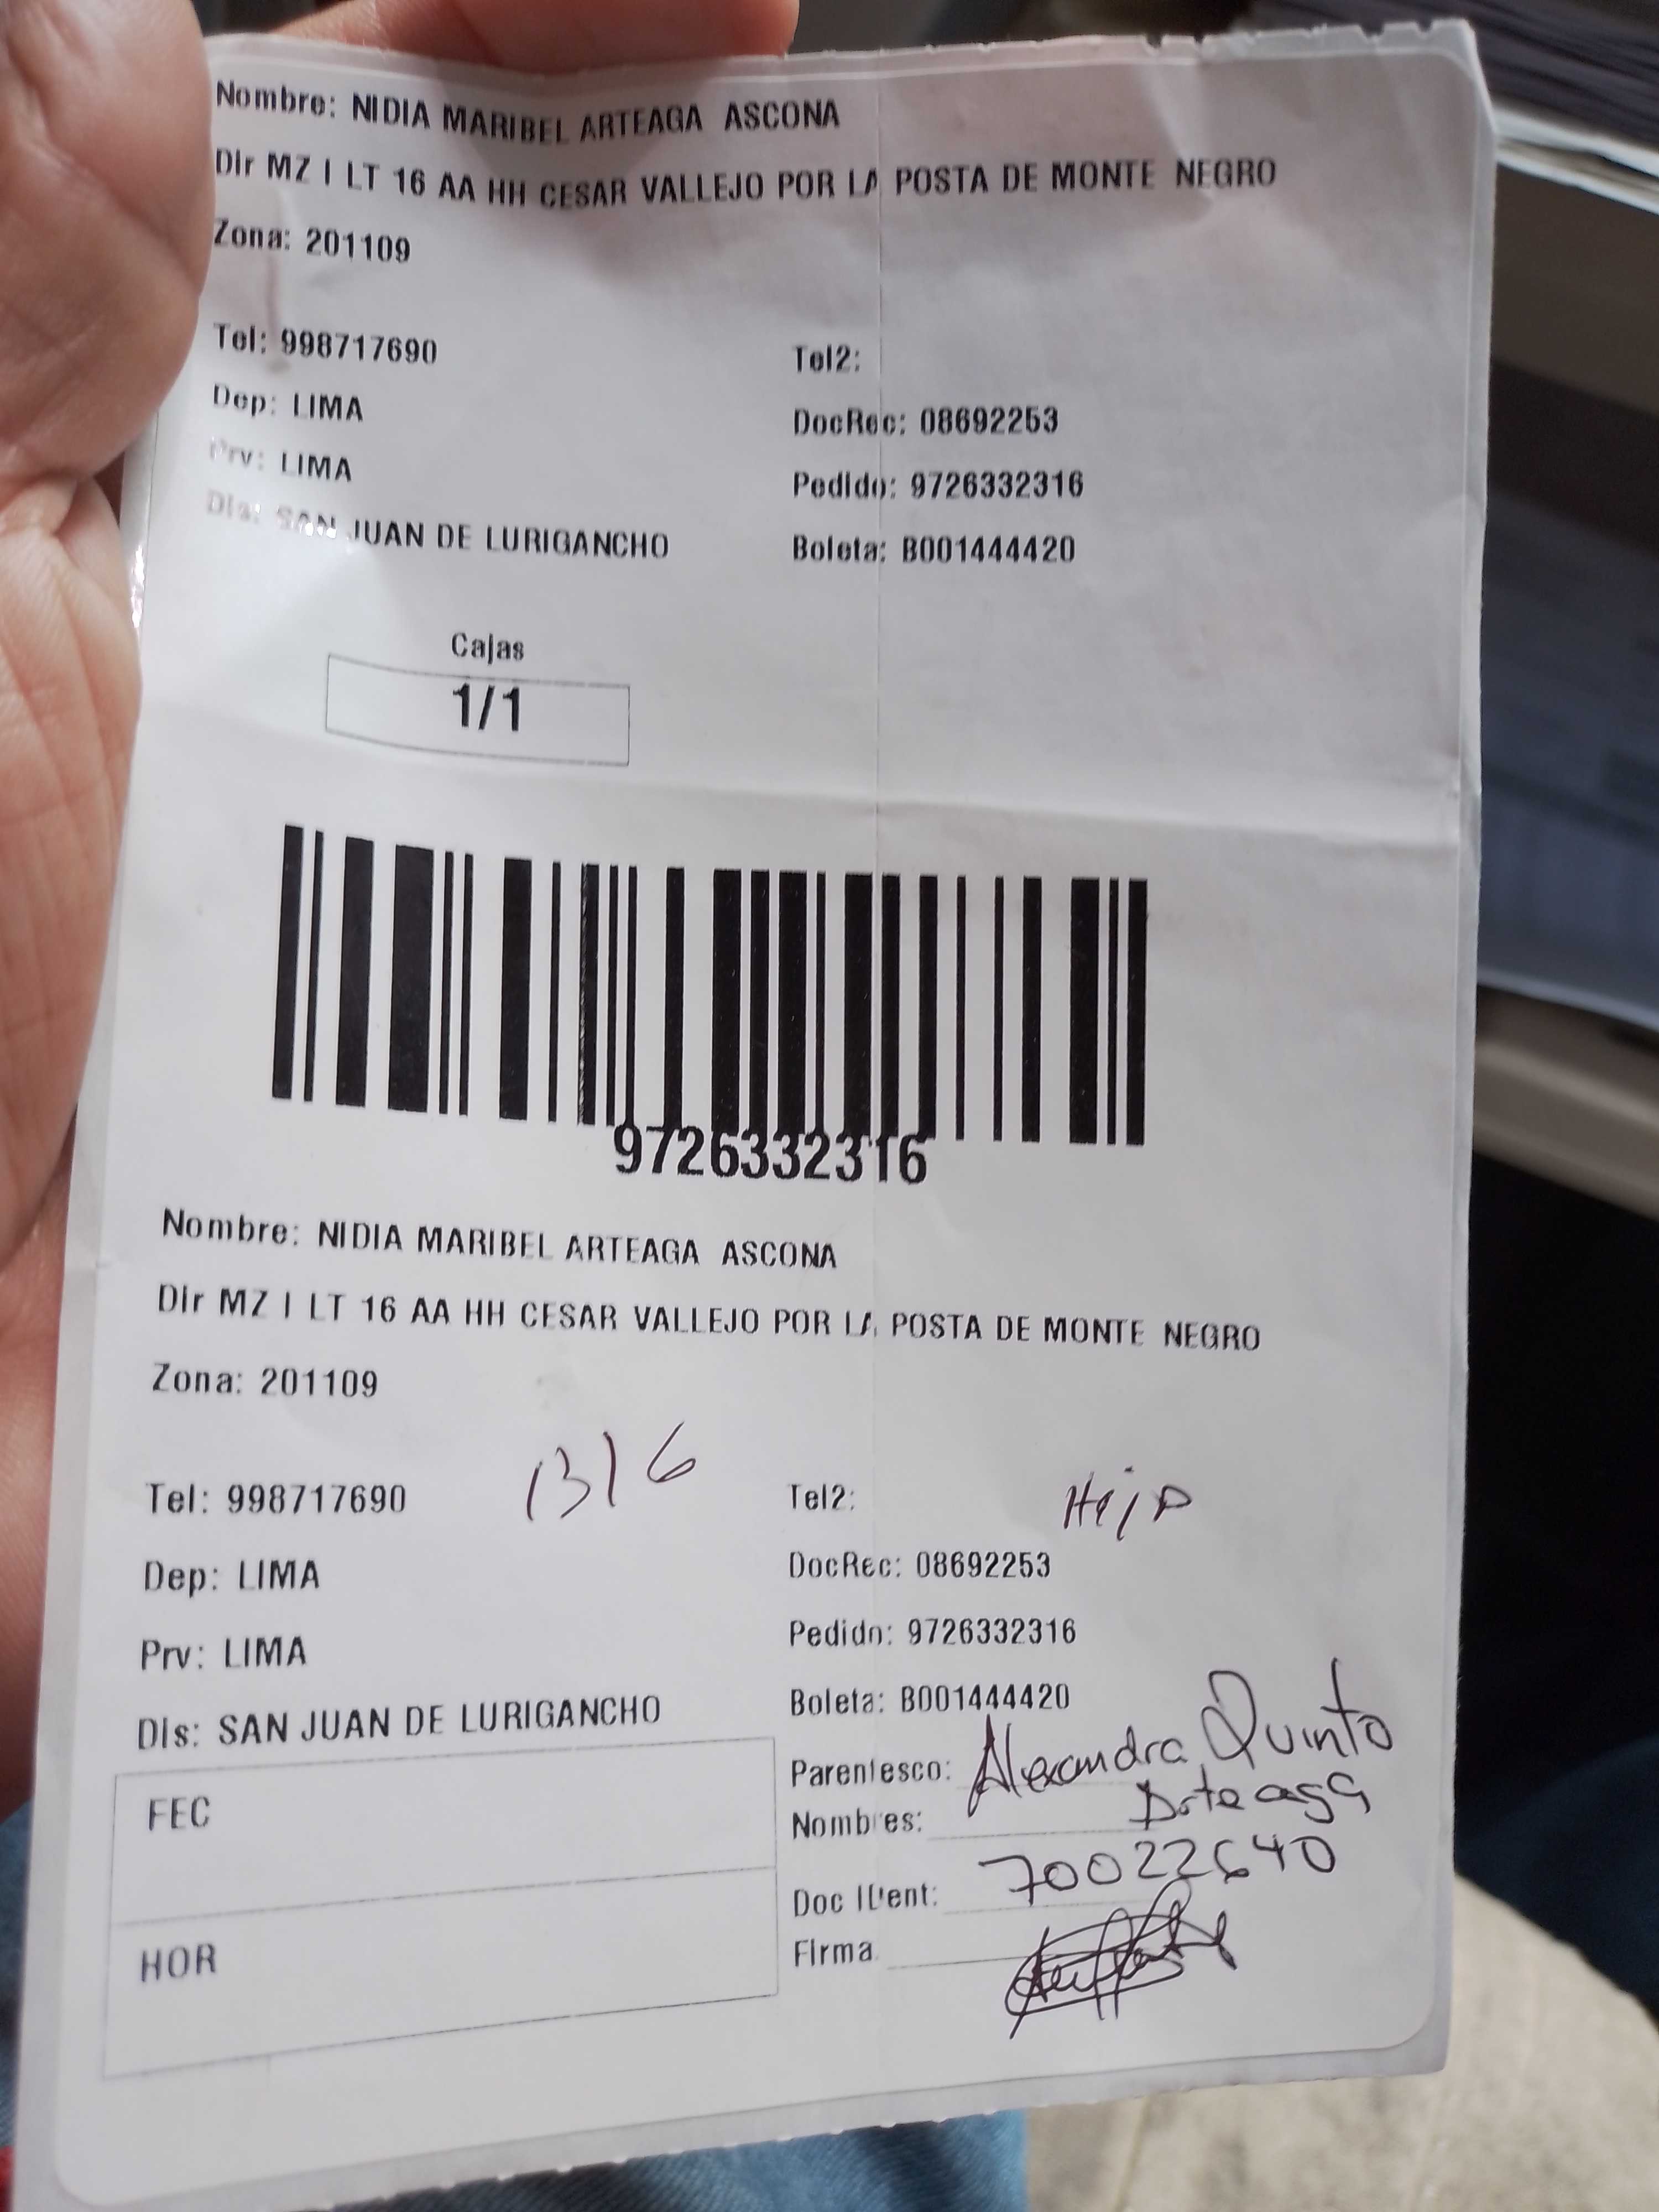 Nombre: NIDIA MARIBEL ARTEAGA ASCONA
Dir MZ I LT 16 AA HH CESAR VALLEJO POR LA POSTA DE MONTE NEGRO
Zona: 201109
Tel: 998717690 Tel2:
Dep: LIMA DocRec: 08692253
Prv: LIMA Pedido: 9726332316
Dis: SAN JUAN DE LURIGANCHO Boleta: B001444420
Cajas
1/1
9726332316
Nombre: NIDIA MARIBEL ARTEAGA ASCONA
Dir MZ I LT 16 AA HH CESAR VALLEJO POR LA POSTA DE MONTE NEGRO
Zona: 201109
1316
Hija
Tel: 998717690 Tel2:
Dep: LIMA DocRec: 08692253
Prv: LIMA Pedido: 9726332316
Dis: SAN JUAN DE LURIGANCHO Boleta: B001444420
Parentesco: Alexandra Quinto
Nombres: Arteaga
Doc IDent: 70022640
Firma
FEC
HOR